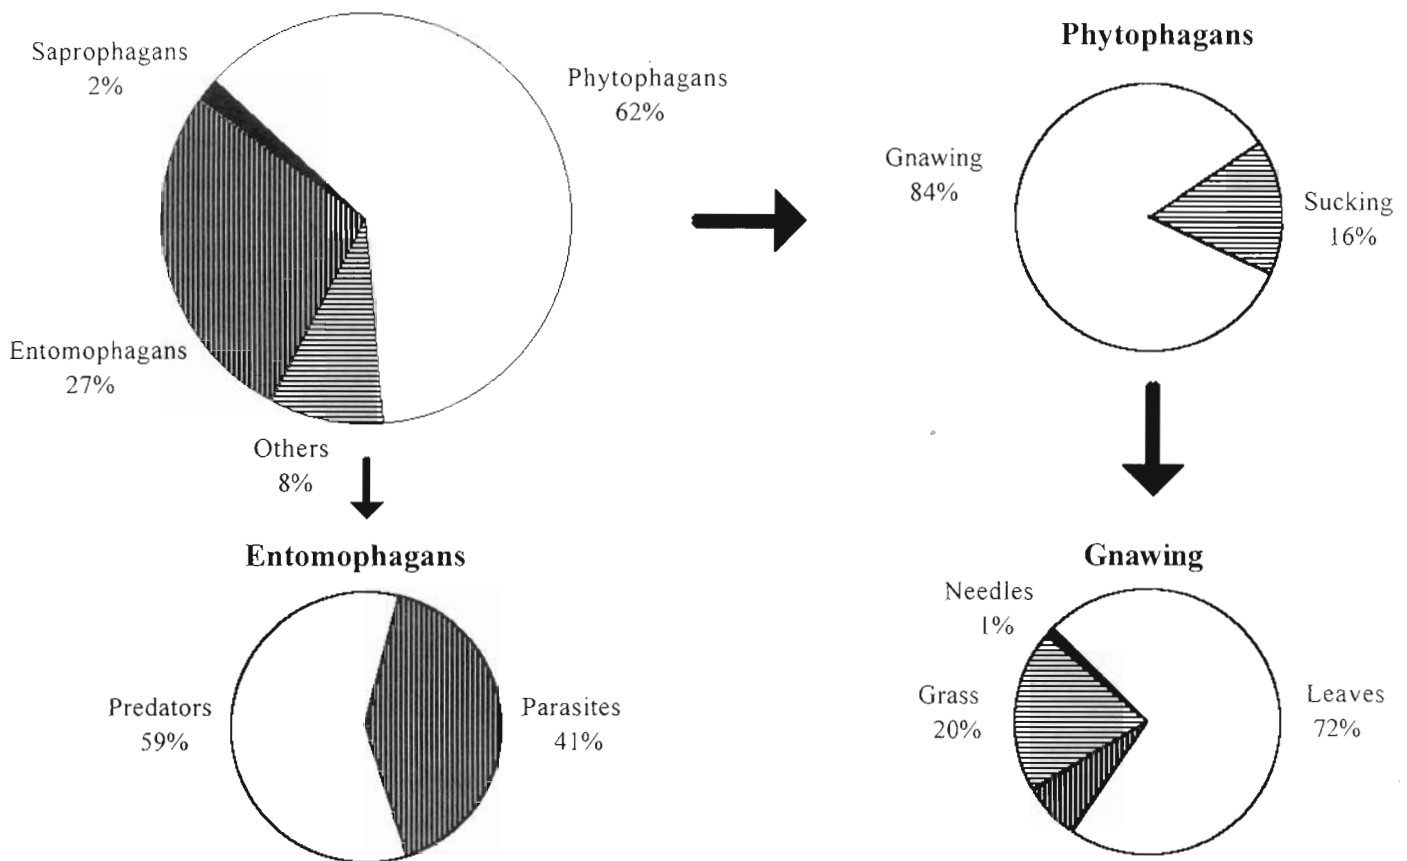 Saprophagans
2%
Phytophagans
62%
Entomophagans
27%
Others
8%
Phytophagans
Gnawing
84%
Sucking
16%
Entomophagans
Predators
59%
Parasites
41%
Gnawing
Needles
1%
Grass
20%
Leaves
72%